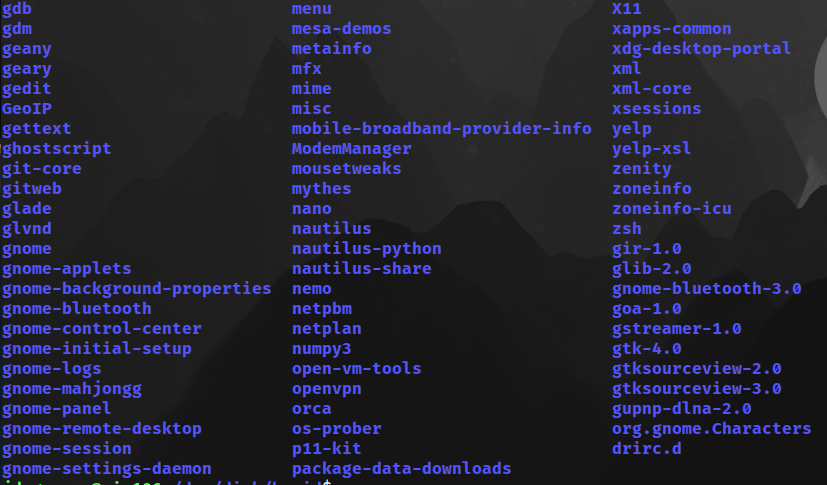 gdb menu X11
gdm mesa-demos xapps-common
geany metainfo xdg-desktop-portal
geary mfx xml
gedit mime xml-core
GeoIP misc xsessions
gettext mobile-broadband-provider-info yelp
ghostscript ModemManager yelp-xsl
git-core mousetweaks zenity
gitweb mythes zoneinfo
glade nano zoneinfo-icu
glvnd nautilus zsh
gnome nautilus-python gir-1.0
gnome-applets nautilus-share glib-2.0
gnome-background-properties nemo gnome-bluetooth-3.0
gnome-bluetooth netpbm goa-1.0
gnome-control-center netplan gstreamer-1.0
gnome-initial-setup numpy3 gtk-4.0
gnome-logs open-vm-tools gtksourceview-2.0
gnome-mahjongg openvpn gtksourceview-3.0
gnome-panel orca gupnp-dlna-2.0
gnome-remote-desktop os-prober org.gnome.Characters
gnome-session p11-kit drirc.d
gnome-settings-daemon package-data-downloads